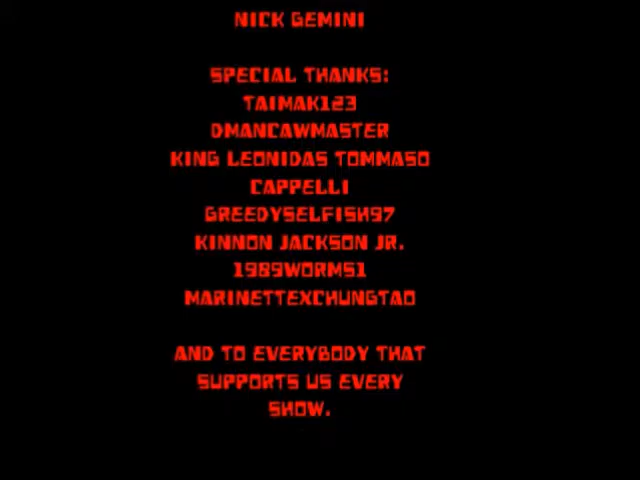 NICK GEMINI
SPECIAL THANKS:
TAIMAK123
DMANCAWMASTER
KING LEONIDAS TOMMASO
CAPPELLI
GREEDYSELFISH97
KINNON JACKSON JR.
1989WORMS1
MARINETTEXCHUNGTAO
AND TO EVERYBODY THAT
SUPPORTS US EVERY
SHOW.